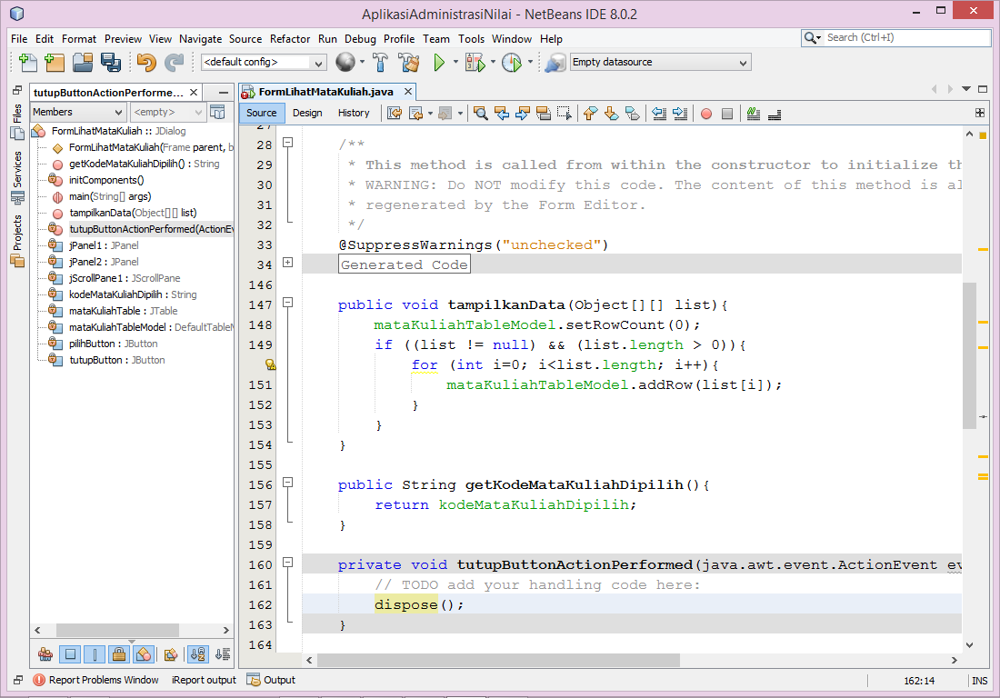 AplikasiAdministrasiNilai - NetBeans IDE 8.0.2
File Edit Format Preview View Navigate Source Refactor Run Debug Profile Team Tools Window Help
Search (Ctrl+I)
<default config>
Empty datasource
tutupButtonActionPerforme...
FormLihatMataKuliah.java
Members
<empty>
Source Design History
Files
Services
Projects
FormLihatMataKuliah :: JDialog
FormLihatMataKuliah(Frame parent, b
getKodeMataKuliahDipilih() : String
initComponents()
main(String[] args)
tampilkanData(Object[][] list)
tutupButtonActionPerformed(ActionEv
jPanel1 : JPanel
jPanel2 : JPanel
jScrollPane1 : JScrollPane
kodeMataKuliahDipilih : String
mataKuliahTable : JTable
mataKuliahTableModel : DefaultTableM
pilihButton : JButton
tutupButton : JButton
27
28 /**
29 * This method is called from within the constructor to initialize th
30 * WARNING: Do NOT modify this code. The content of this method is al
31 * regenerated by the Form Editor.
32 */
33 @SuppressWarnings("unchecked")
34 Generated Code
146
147 public void tampilkanData(Object[][] list){
148 mataKuliahTableModel.setRowCount(0);
149 if ((list != null) && (list.length > 0)){
for (int i=0; i<list.length; i++){
151 mataKuliahTableModel.addRow(list[i]);
152 }
153 }
154 }
155
156 public String getKodeMataKuliahDipilih(){
157 return kodeMataKuliahDipilih;
158 }
159
160 private void tutupButtonActionPerformed(java.awt.event.ActionEvent ev
161 // TODO add your handling code here:
162 dispose();
163 }
164
Report Problems Window iReport output Output
162:14 INS